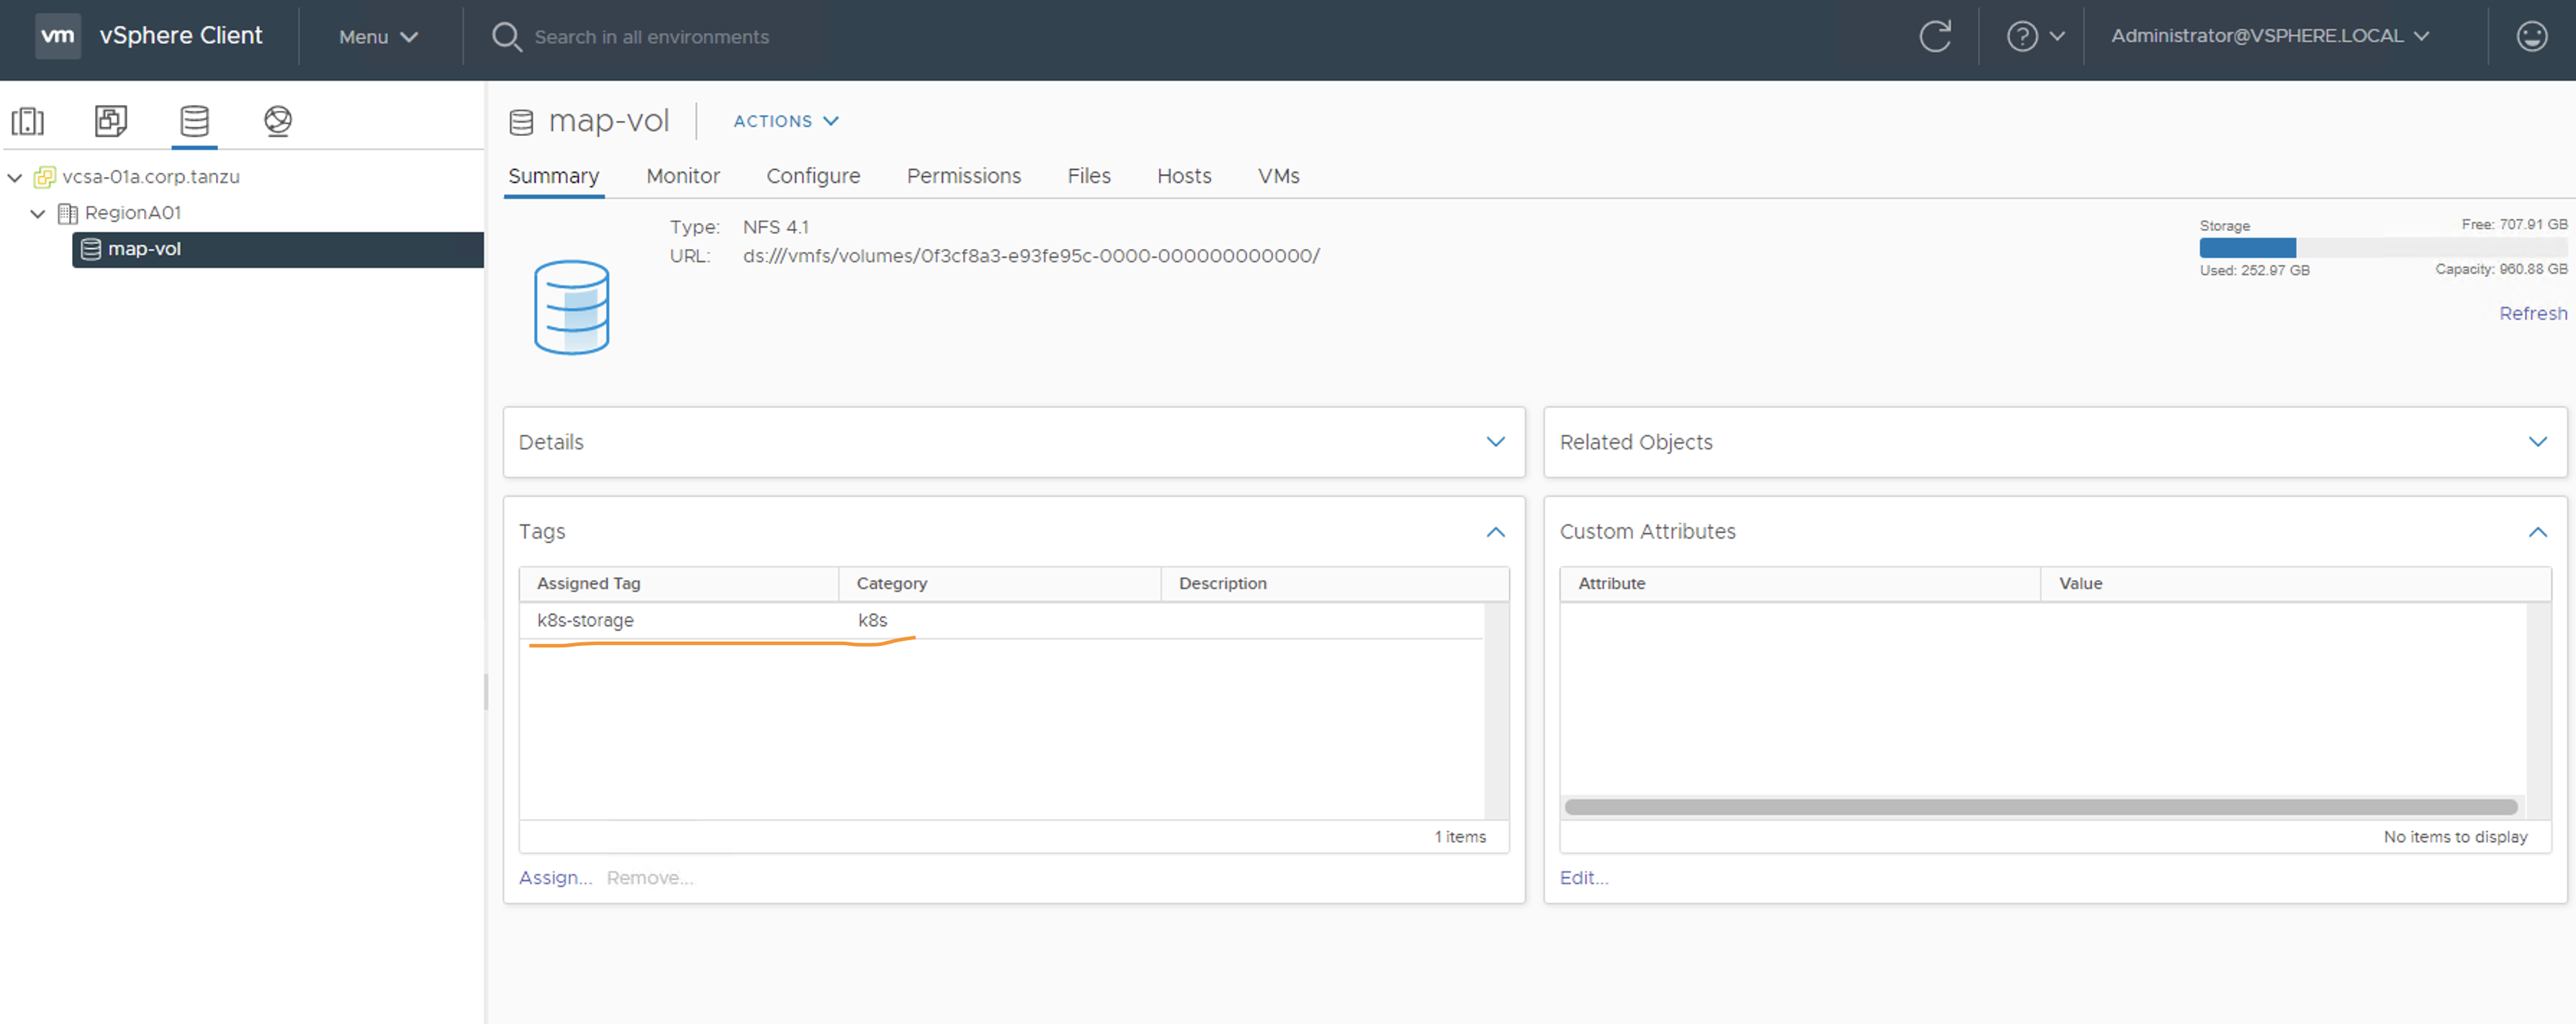 vm vSphere Client Menu Search in all environments Administrator@VSPHERE.LOCAL
vcsa-01a.corp.tanzu
RegionA01
map-vol
map-vol ACTIONS
Summary Monitor Configure Permissions Files Hosts VMs
Type: NFS 4.1
URL: ds:///vmfs/volumes/0f3cf8a3-e93fe95c-0000-000000000000/
Storage Free: 707.91 GB
Used: 252.97 GB Capacity: 960.88 GB
Refresh
Details
Related Objects
Tags
Assigned Tag Category Description
k8s-storage k8s
1 items
Assign... Remove...
Custom Attributes
Attribute Value
No items to display
Edit...